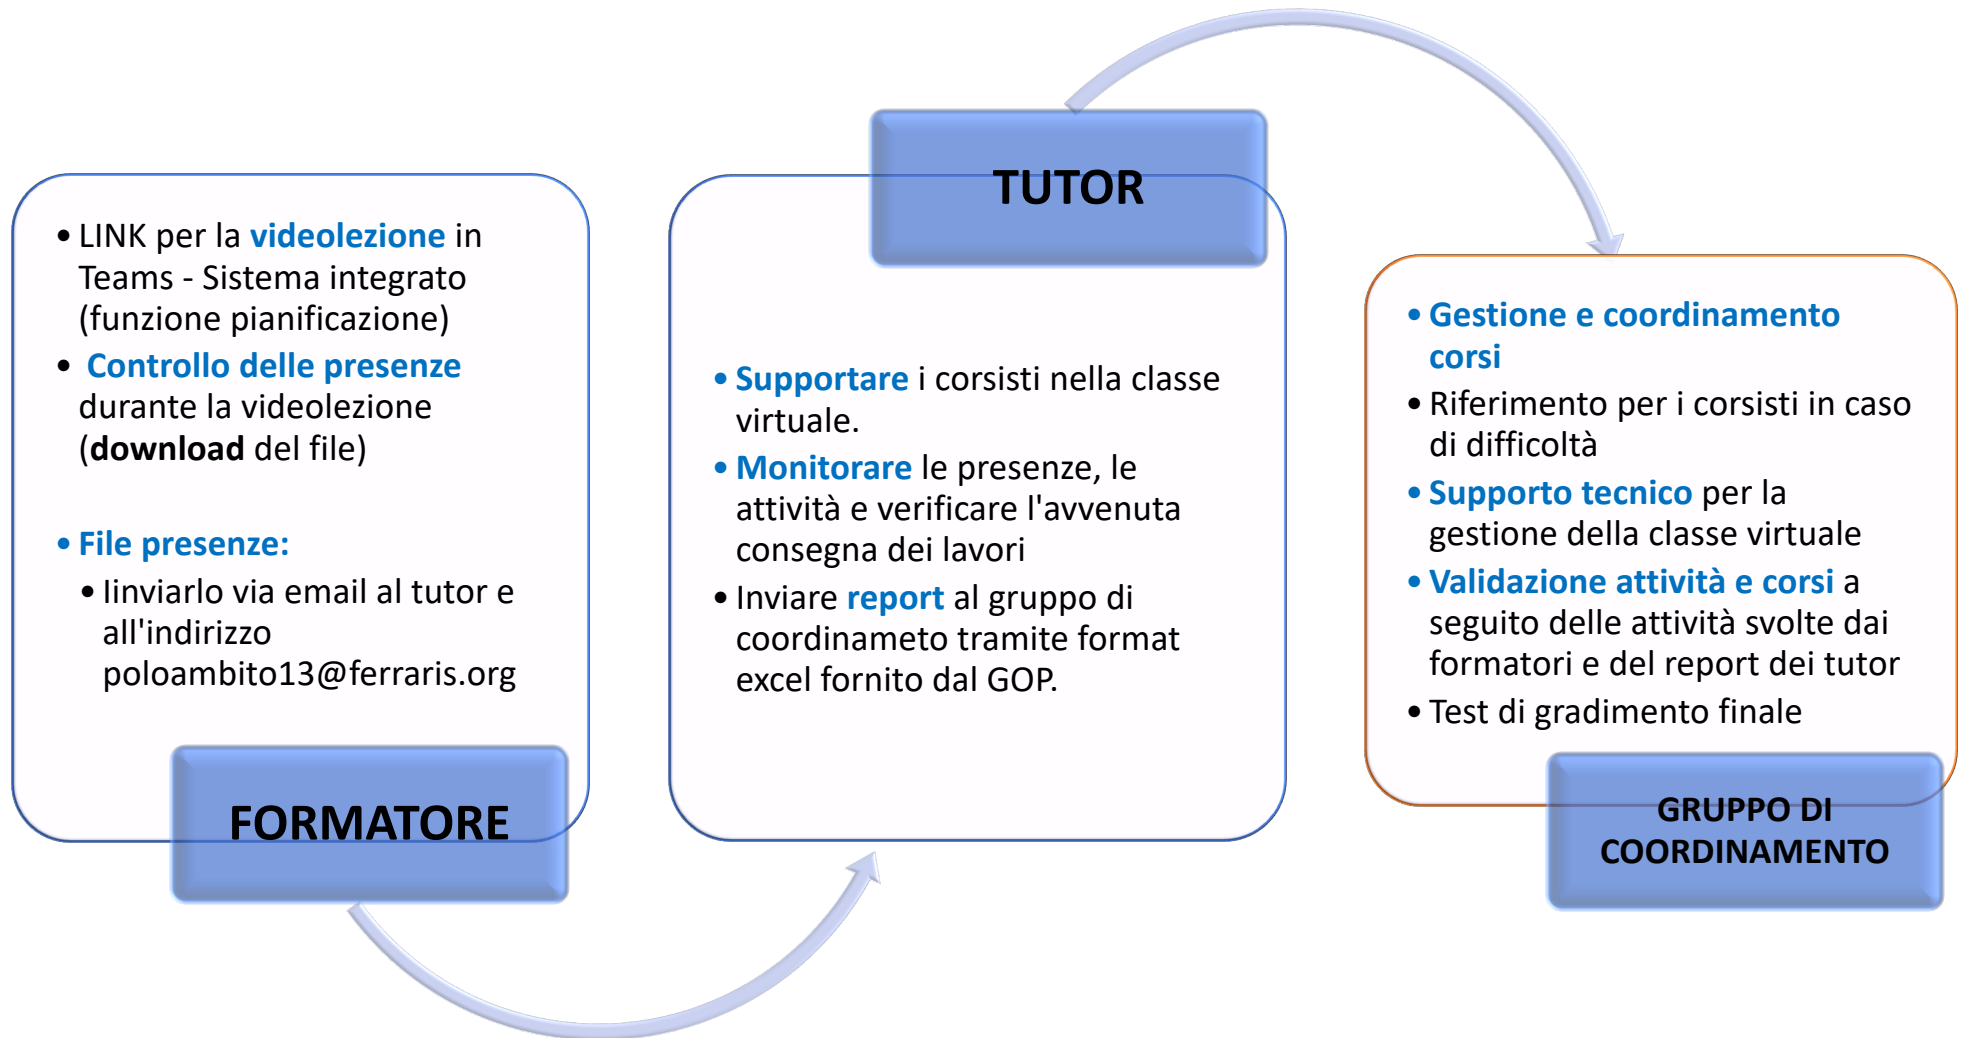 • LINK per la videolezione in
Teams - Sistema integrato
(funzione pianificazione)
• Controllo delle presenze
durante la videolezione
(download del file)
• File presenze:
• Iinviarlo via email al tutor e
all'indirizzo
poloambito13@ferraris.org
FORMATORE
TUTOR
• Supportare i corsisti nella classe
virtuale.
• Monitorare le presenze, le
attività e verificare l'avvenuta
consegna dei lavori
• Inviare report al gruppo di
coordinameto tramite format
excel fornito dal GOP.
• Gestione e coordinamento
corsi
• Riferimento per i corsisti in caso
di difficoltà
• Supporto tecnico per la
gestione della classe virtuale
• Validazione attività e corsi a
seguito delle attività svolte dai
formatori e del report dei tutor
• Test di gradimento finale
GRUPPO DI
COORDINAMENTO